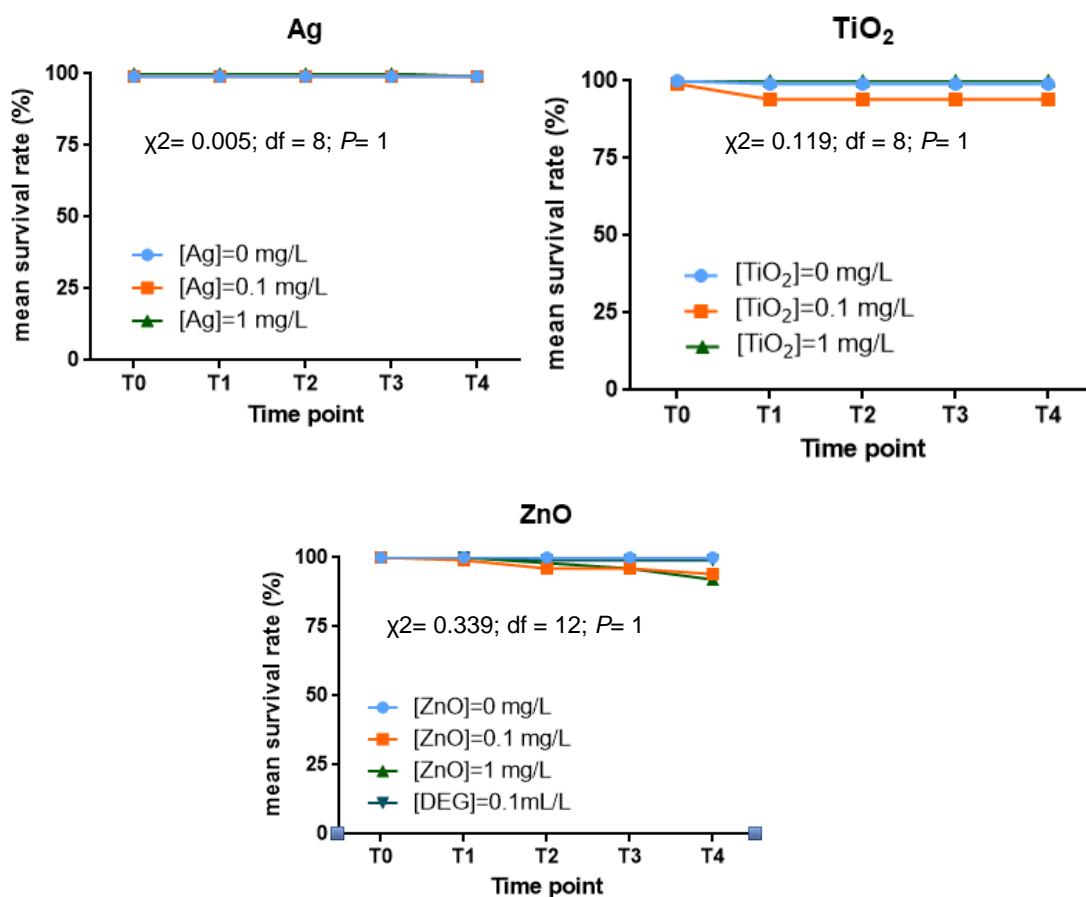 Ag
mean survival rate (%)
100
75
50
25
0
χ2= 0.005; df = 8; P= 1
[Ag]=0 mg/L
[Ag]=0.1 mg/L
[Ag]=1 mg/L
T0 T1 T2 T3 T4
Time point
TiO₂
mean survival rate (%)
100
75
50
25
0
χ2= 0.119; df = 8; P= 1
[TiO₂]=0 mg/L
[TiO₂]=0.1 mg/L
[TiO₂]=1 mg/L
T0 T1 T2 T3 T4
Time point
ZnO
mean survival rate (%)
100
75
50
25
0
χ2= 0.339; df = 12; P= 1
[ZnO]=0 mg/L
[ZnO]=0.1 mg/L
[ZnO]=1 mg/L
[DEG]=0.1mL/L
T0 T1 T2 T3 T4
Time point